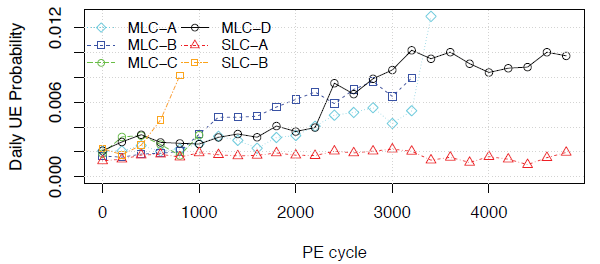 Daily UE Probability
0.012
0.006
0.000
MLC−A MLC−D
MLC−B SLC−A
MLC−C SLC−B
0 1000 2000 3000 4000
PE cycle